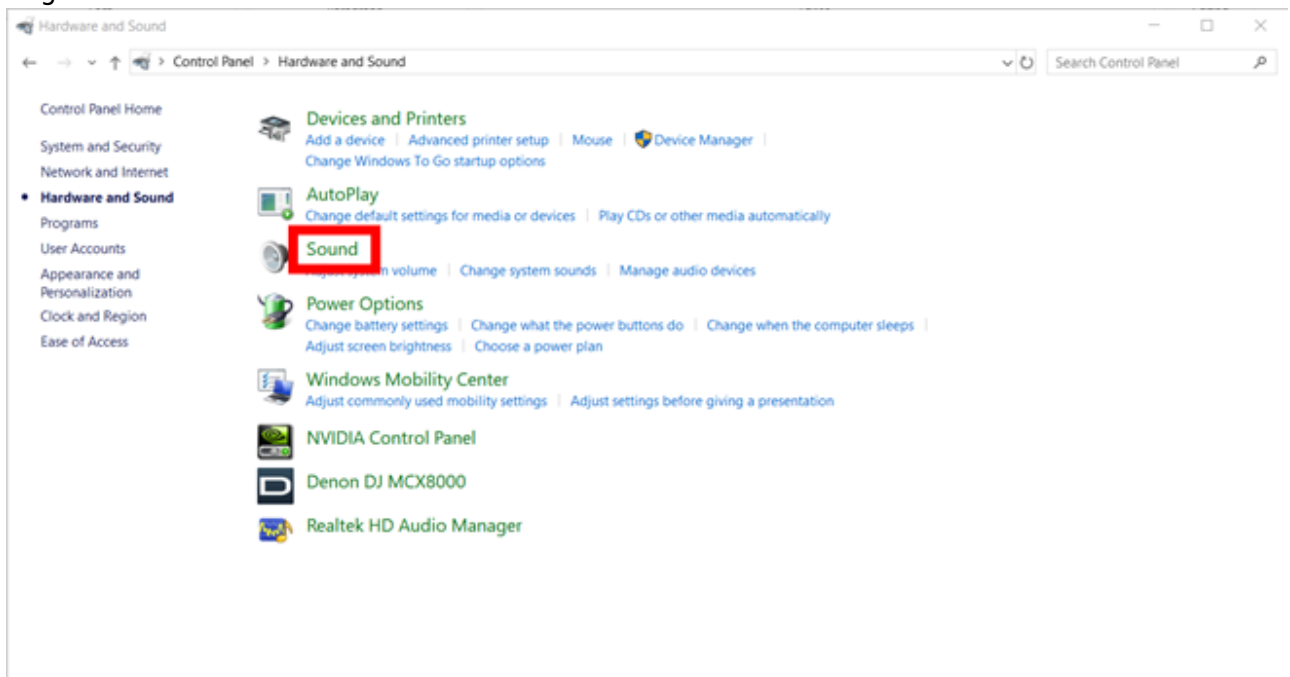 Hardware and Sound
Control Panel > Hardware and Sound
Search Control Panel
Control Panel Home
System and Security
Network and Internet
Hardware and Sound
Programs
User Accounts
Appearance and
Personalization
Clock and Region
Ease of Access
Devices and Printers
Add a device | Advanced printer setup | Mouse | Device Manager |
Change Windows To Go startup options
AutoPlay
Change default settings for media or devices | Play CDs or other media automatically
Sound
volume | Change system sounds | Manage audio devices
Power Options
Change battery settings | Change what the power buttons do | Change when the computer sleeps |
Adjust screen brightness | Choose a power plan
Windows Mobility Center
Adjust commonly used mobility settings | Adjust settings before giving a presentation
NVIDIA Control Panel
Denon DJ MCX8000
Realtek HD Audio Manager